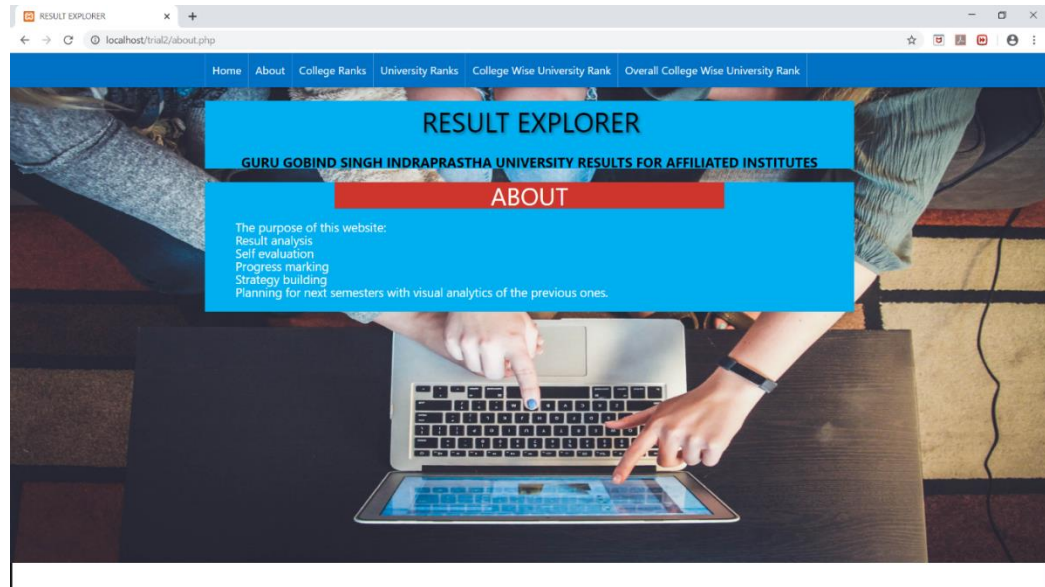 RESULT EXPLORER
localhost/trial2/about.php
Home About College Ranks University Ranks College Wise University Rank Overall College Wise University Rank
RESULT EXPLORER
GURU GOBIND SINGH INDRAPRASTHA UNIVERSITY RESULTS FOR AFFILIATED INSTITUTES
ABOUT
The purpose of this website:
Result analysis
Self evaluation
Progress marking
Strategy building
Planning for next semesters with visual analytics of the previous ones.